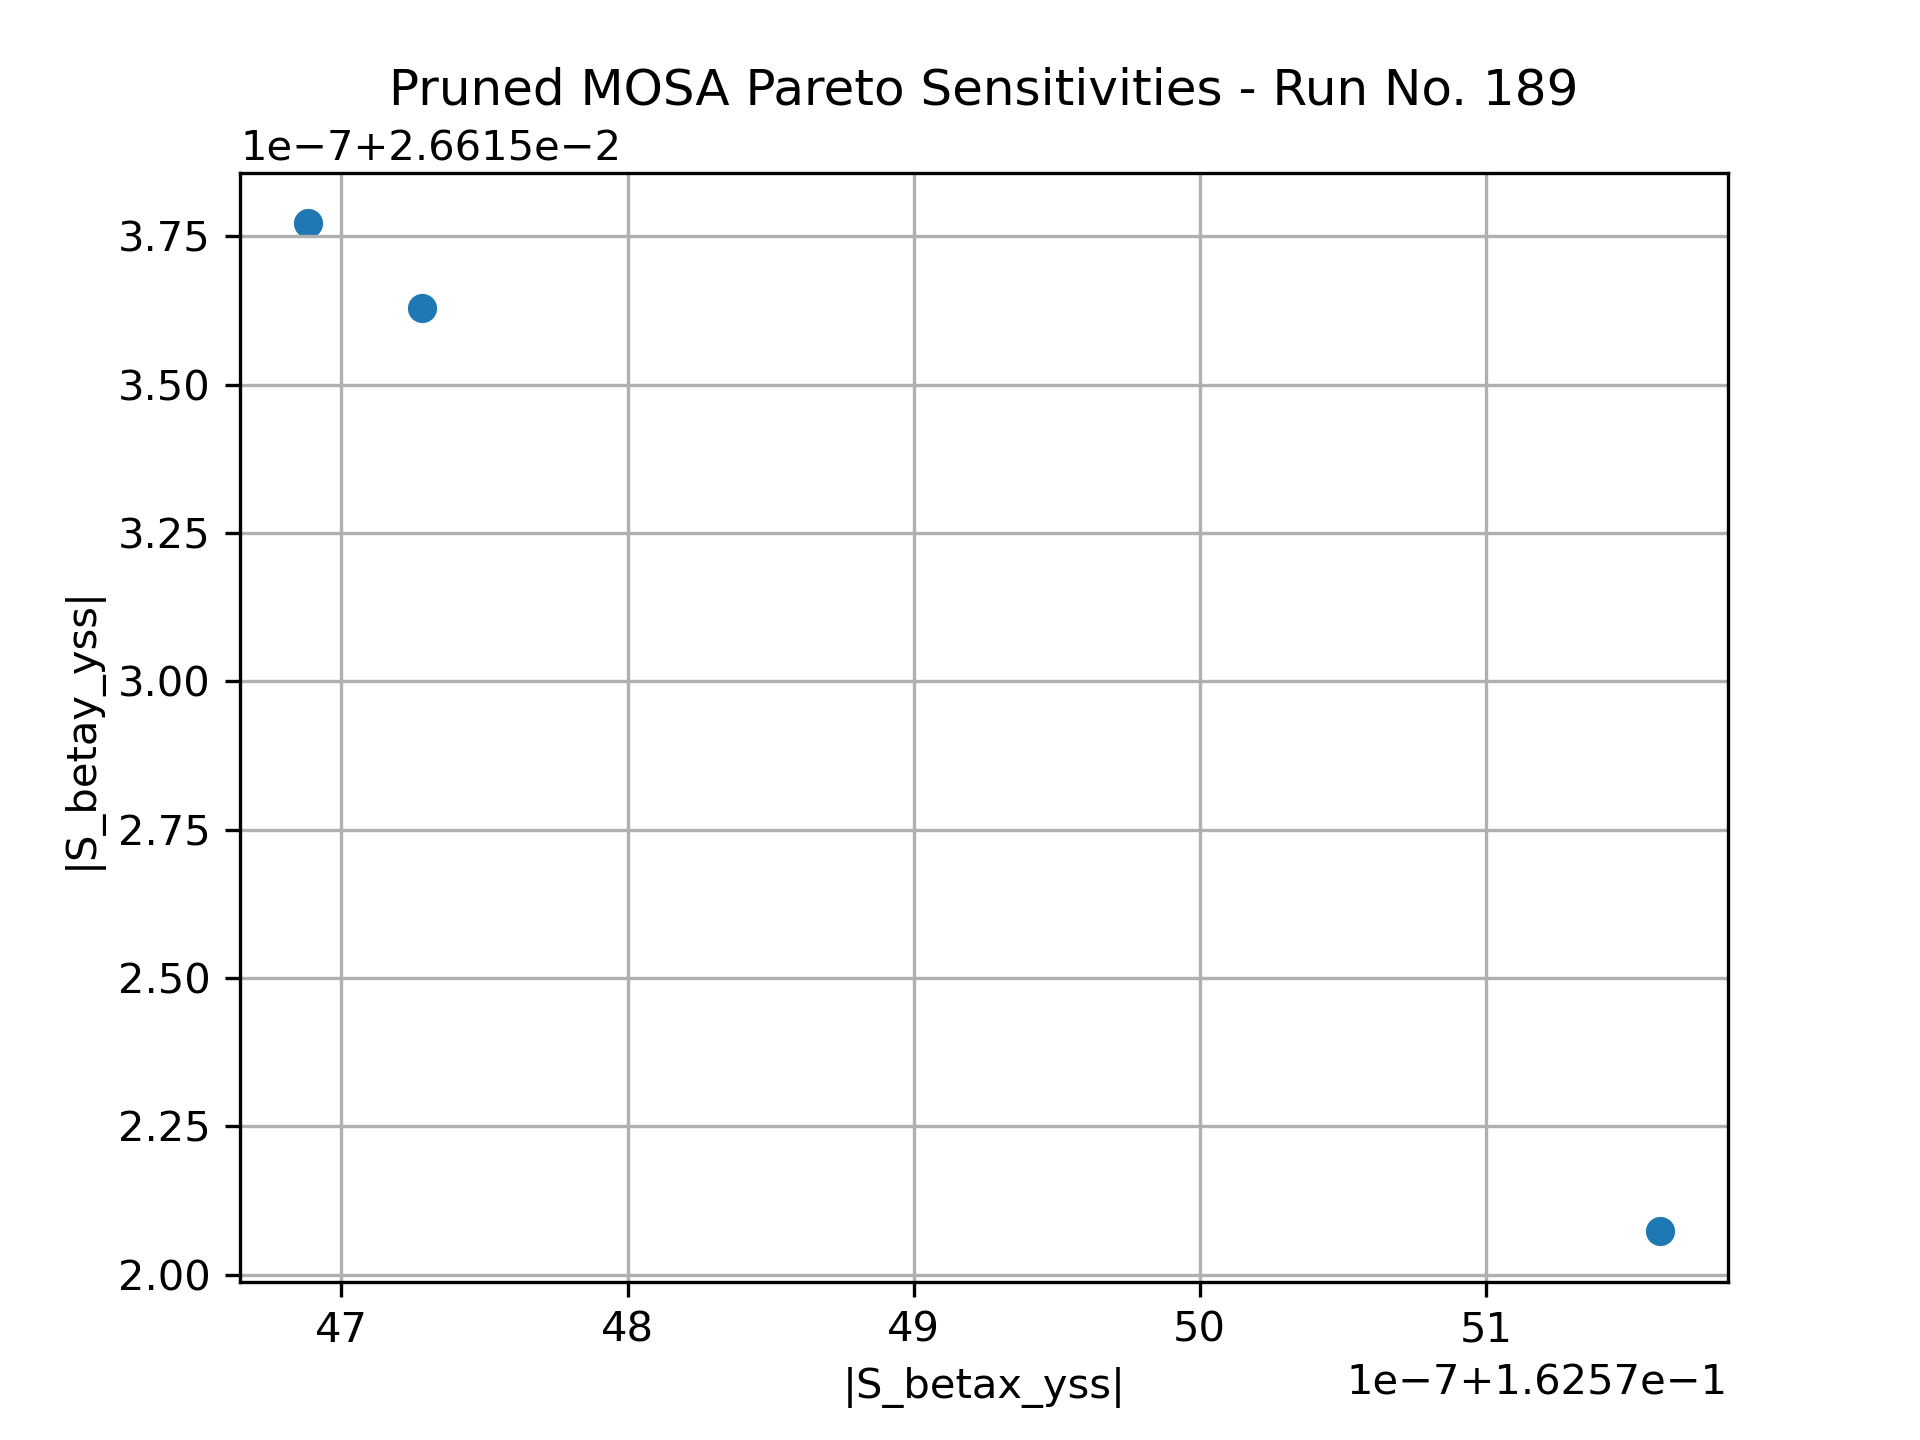 Pruned MOSA Pareto Sensitivities - Run No. 189
1e−7+2.6615e−2
3.75
3.50
3.25
3.00
2.75
2.50
2.25
2.00
|S_betay_yss|
47 48 49 50 51
|S_betax_yss|
1e−7+1.6257e−1